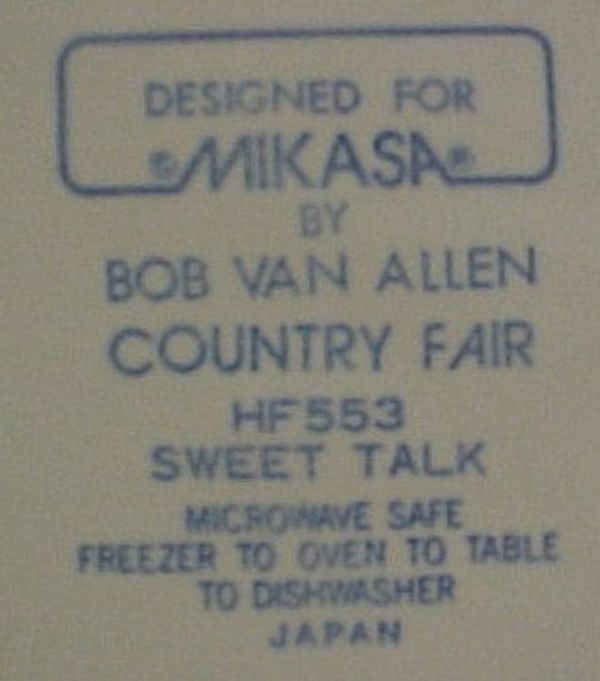 DESIGNED FOR
MIKASA
BY
BOB VAN ALLEN
COUNTRY FAIR
HF553
SWEET TALK
MICROWAVE SAFE
FREEZER TO OVEN TO TABLE
TO DISHWASHER
JAPAN